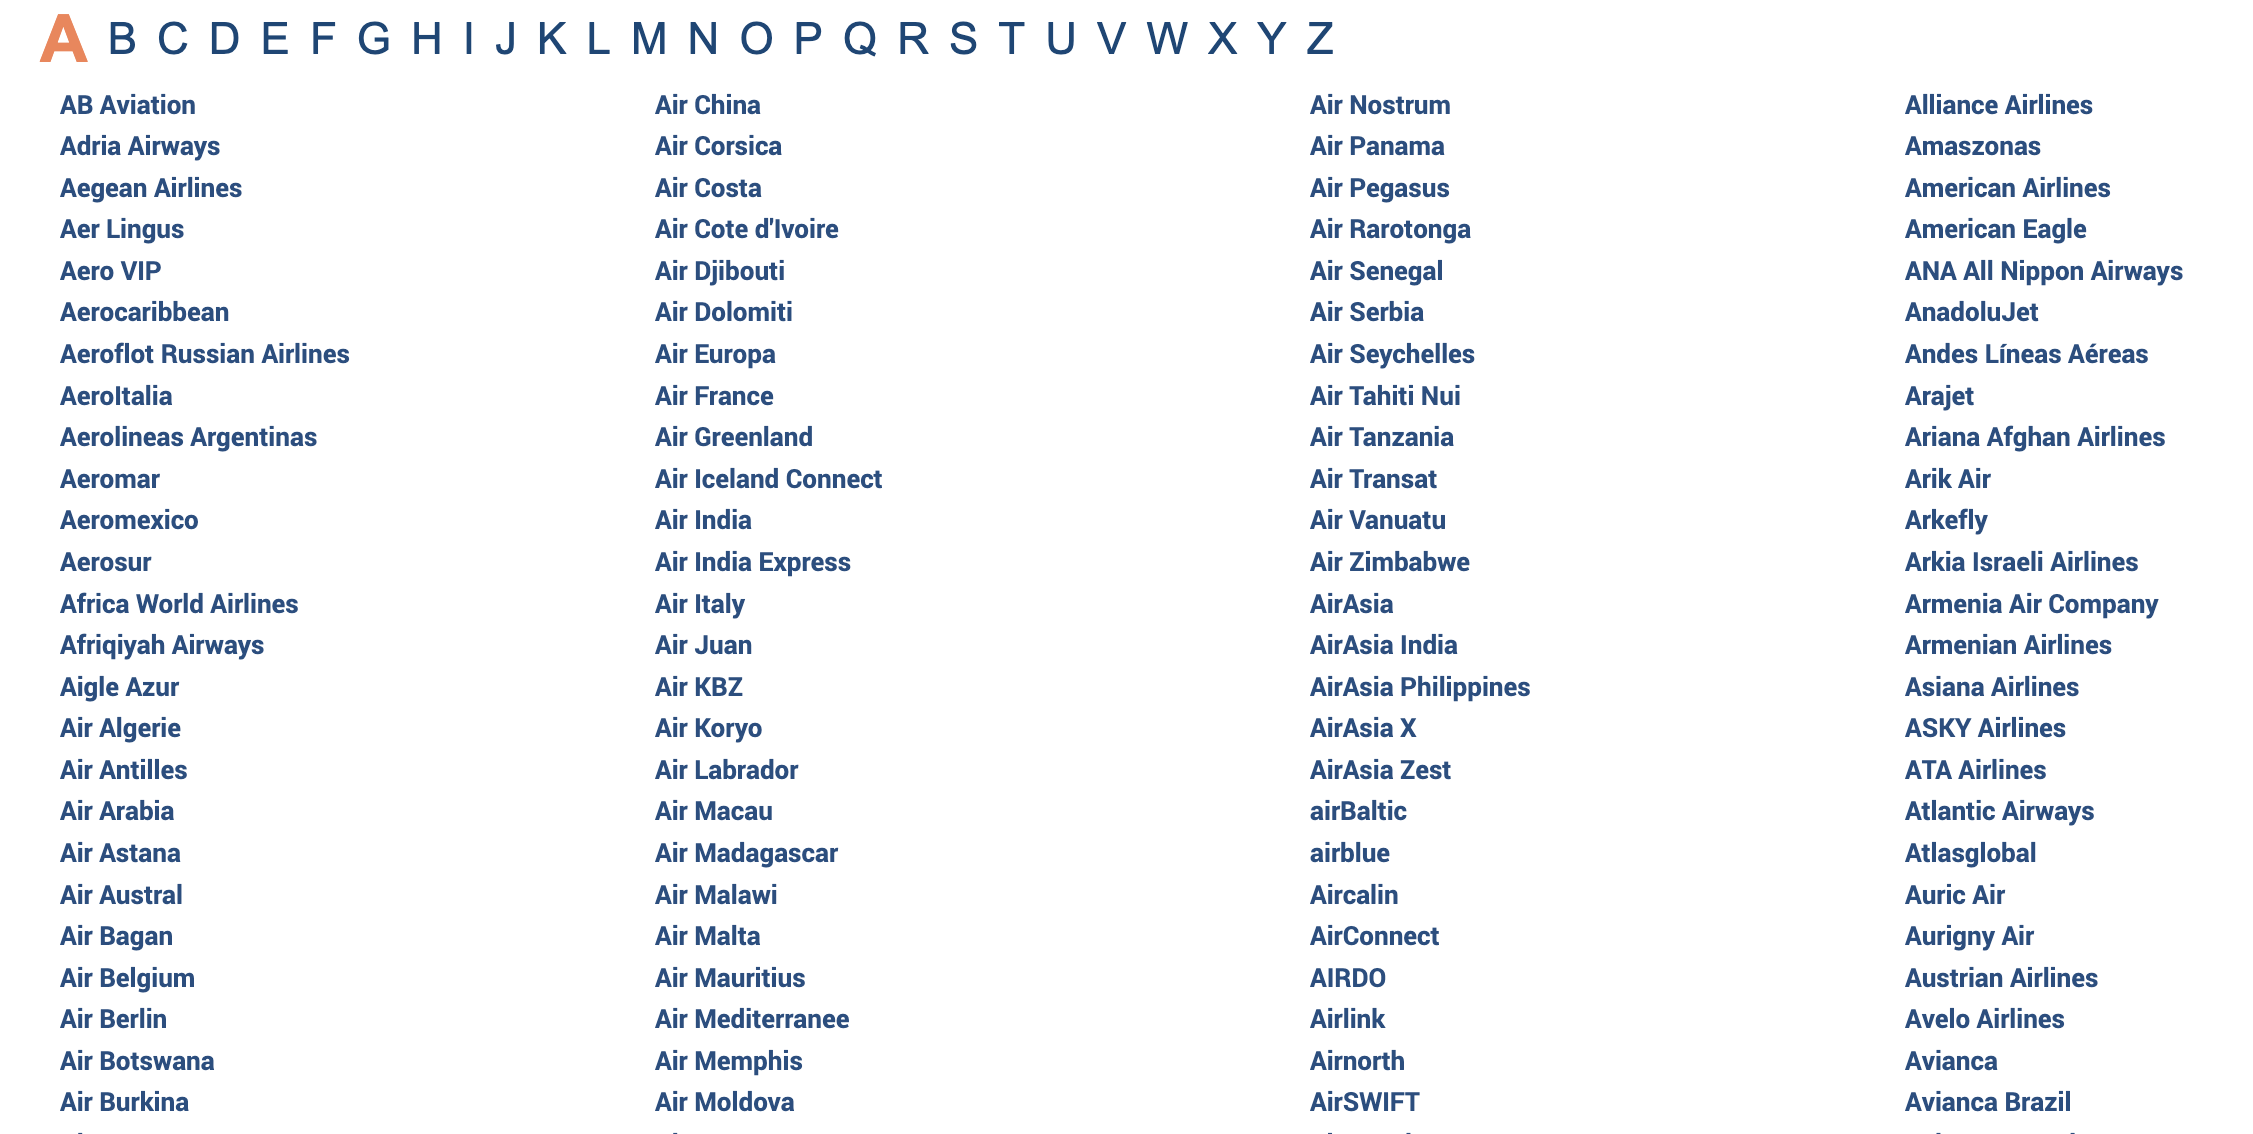 A B C D E F G H I J K L M N O P Q R S T U V W X Y Z
AB Aviation
Adria Airways
Aegean Airlines
Aer Lingus
Aero VIP
Aerocaribbean
Aeroflot Russian Airlines
AeroItalia
Aerolineas Argentinas
Aeromar
Aeromexico
Aerosur
Africa World Airlines
Afriqiyah Airways
Aigle Azur
Air Algerie
Air Antilles
Air Arabia
Air Astana
Air Austral
Air Bagan
Air Belgium
Air Berlin
Air Botswana
Air Burkina
Air China
Air Corsica
Air Costa
Air Cote d'Ivoire
Air Djibouti
Air Dolomiti
Air Europa
Air France
Air Greenland
Air Iceland Connect
Air India
Air India Express
Air Italy
Air Juan
Air KBZ
Air Koryo
Air Labrador
Air Macau
Air Madagascar
Air Malawi
Air Malta
Air Mauritius
Air Mediterranee
Air Memphis
Air Moldova
Air Nostrum
Air Panama
Air Pegasus
Air Rarotonga
Air Senegal
Air Serbia
Air Seychelles
Air Tahiti Nui
Air Tanzania
Air Transat
Air Vanuatu
Air Zimbabwe
AirAsia
AirAsia India
AirAsia Philippines
AirAsia X
AirAsia Zest
airBaltic
airblue
Aircalin
AirConnect
AIRDO
Airlink
Airnorth
AirSWIFT
Alliance Airlines
Amaszonas
American Airlines
American Eagle
ANA All Nippon Airways
AnadoluJet
Andes Líneas Aéreas
Arajet
Ariana Afghan Airlines
Arik Air
Arkefly
Arkia Israeli Airlines
Armenia Air Company
Armenian Airlines
Asiana Airlines
ASKY Airlines
ATA Airlines
Atlantic Airways
Atlasglobal
Auric Air
Aurigny Air
Austrian Airlines
Avelo Airlines
Avianca
Avianca Brazil